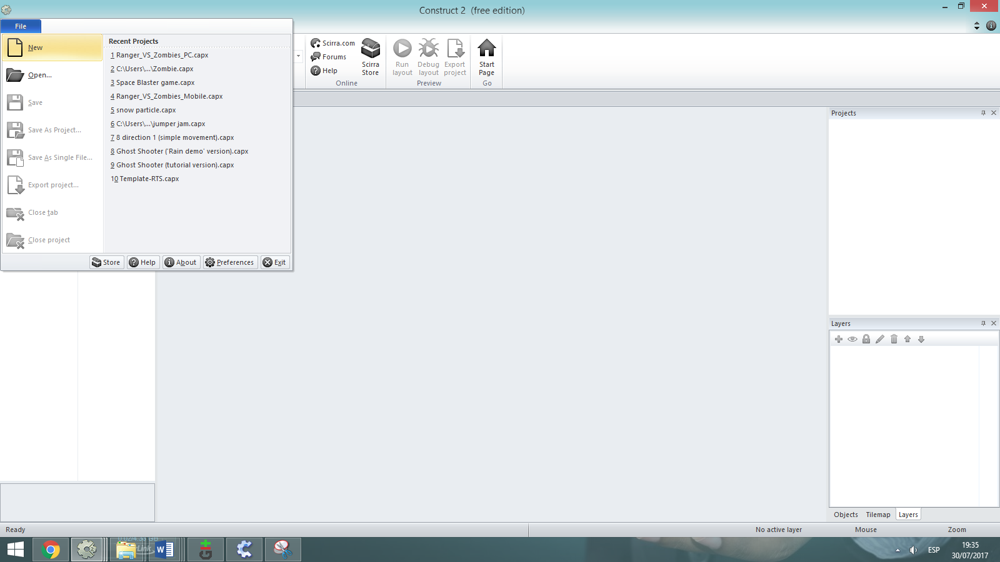 Construct 2 (free edition)
File
New
Open...
Save
Save As Project...
Save As Single File...
Export project...
Close tab
Close project
Recent Projects
1 Ranger_VS_Zombies_PC.capx
2 C:\Users\...\Zombie.capx
3 Space Blaster game.capx
4 Ranger_VS_Zombies_Mobile.capx
5 snow particle.capx
6 C:\Users\...\jumper jam.capx
7 8 direction 1 (simple movement).capx
8 Ghost Shooter ('Rain demo' version).capx
9 Ghost Shooter (tutorial version).capx
10 Template-RTS.capx
Store
Help
About
Preferences
Exit
Scirra.com
Forums
Help
Scirra
Store
Online
Run
layout
Debug
layout
Export
project
Preview
Start
Page
Go
Projects
Layers
Objects
Tilemap
Layers
Ready
No active layer
Mouse
Zoom
ESP
19:35
30/07/2017